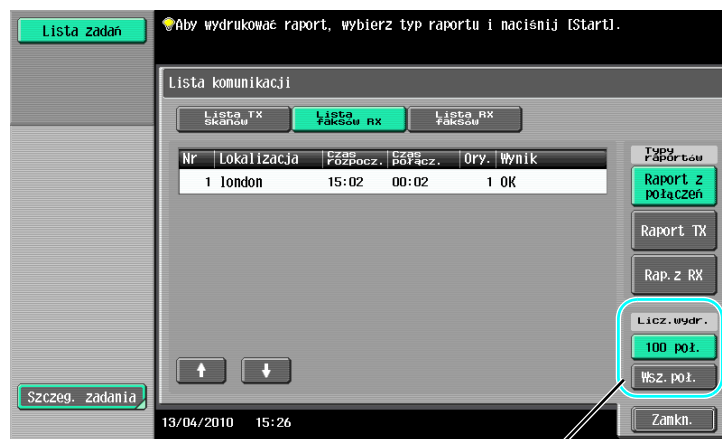 Lista zadań
Aby wydrukować raport, wybierz typ raportu i naciśnij [Start].
Lista komunikacji
Lista TX
skanów
Lista
faksów RX
Lista RX
faksów
Nr Lokalizacja Czas rozpocz. Czas połącz. Ory. Wynik
1 london 15:02 00:02 1 OK
Typy
raportów
Raport z
połączeń
Raport TX
Rap. z RX
Licz.wydr.
100 poł.
Wsz. poł.
Szczeg. zadania
13/04/2010 15:26
Zamkn.